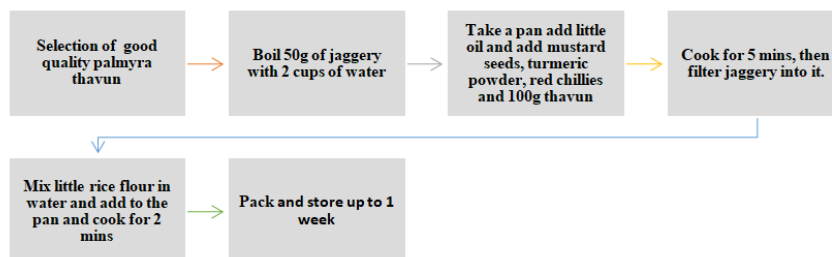 Selection of good
quality palmyra
thavun
Boil 50g of jaggery
with 2 cups of water
Take a pan add little
oil and add mustard
seeds, turmeric
powder, red chillies
and 100g thavun
Cook for 5 mins, then
filter jaggery into it.
Mix little rice flour in
water and add to the
pan and cook for 2
mins
Pack and store up to 1
week